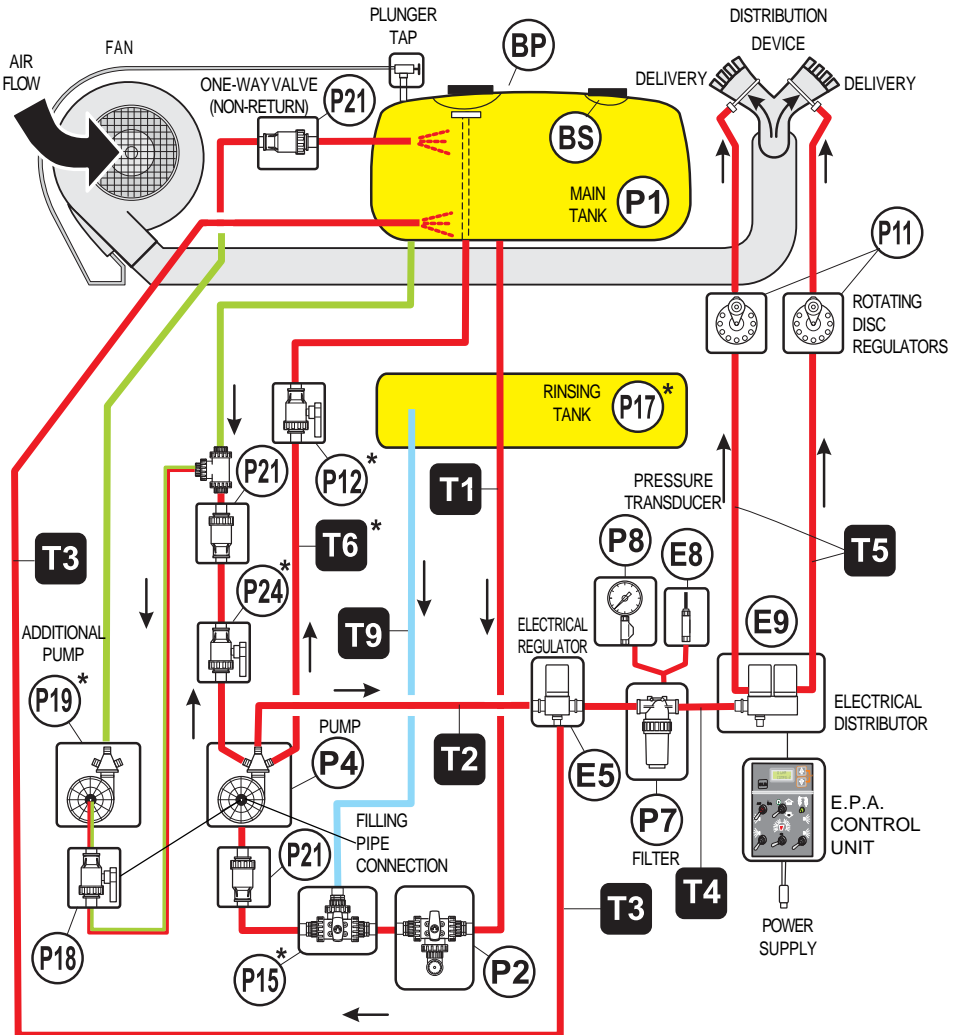 PLUNGER
TAP
DISTRIBUTION
DEVICE
FAN
AIR
FLOW
BP
DELIVERY
DELIVERY
ONE-WAY VALVE
(NON-RETURN)
P21
BS
MAIN
TANK
P1
P11
ROTATING
DISC
REGULATORS
RINSING
TANK
P17*
P12*
P21
T1
PRESSURE
TRANSDUCER
T6*
T3
P8
E8
T5
P24*
T9
ELECTRICAL
REGULATOR
E9
ADDITIONAL
PUMP
P19*
ELECTRICAL
DISTRIBUTOR
PUMP
P4
T2
E5
P7
FILTER
E.P.A.
CONTROL
UNIT
FILLING
PIPE
CONNECTION
P21
T4
T3
P18
P15*
P2
POWER
SUPPLY